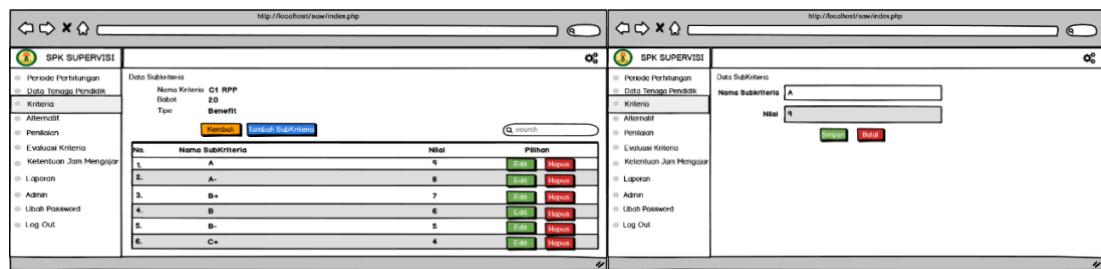 http://localhost/saw/index.php
SPK SUPERVISI
Periode Perhitungan
Data Tenaga Pendidik
Kriteria
Alternatif
Penilaian
Evaluasi Kriteria
Ketentuan Jam Mengajar
Laporan
Admin
Ubah Password
Log Out
Data Subkriteria
Nama Kriteria C1 RPP
Bobot 20
Tipe Benefit
Kembali Tambah SubKriteria search
No. Nama SubKriteria Nilai Pilihan
1. A 9 Edit Hapus
2. A- 8 Edit Hapus
3. B+ 7 Edit Hapus
4. B 6 Edit Hapus
5. B- 5 Edit Hapus
6. C+ 4 Edit Hapus
http://localhost/saw/index.php
SPK SUPERVISI
Periode Perhitungan
Data Tenaga Pendidik
Kriteria
Alternatif
Penilaian
Evaluasi Kriteria
Ketentuan Jam Mengajar
Laporan
Admin
Ubah Password
Log Out
Data SubKriteria
Nama Subkriteria A
Nilai 9
Simpan Batal